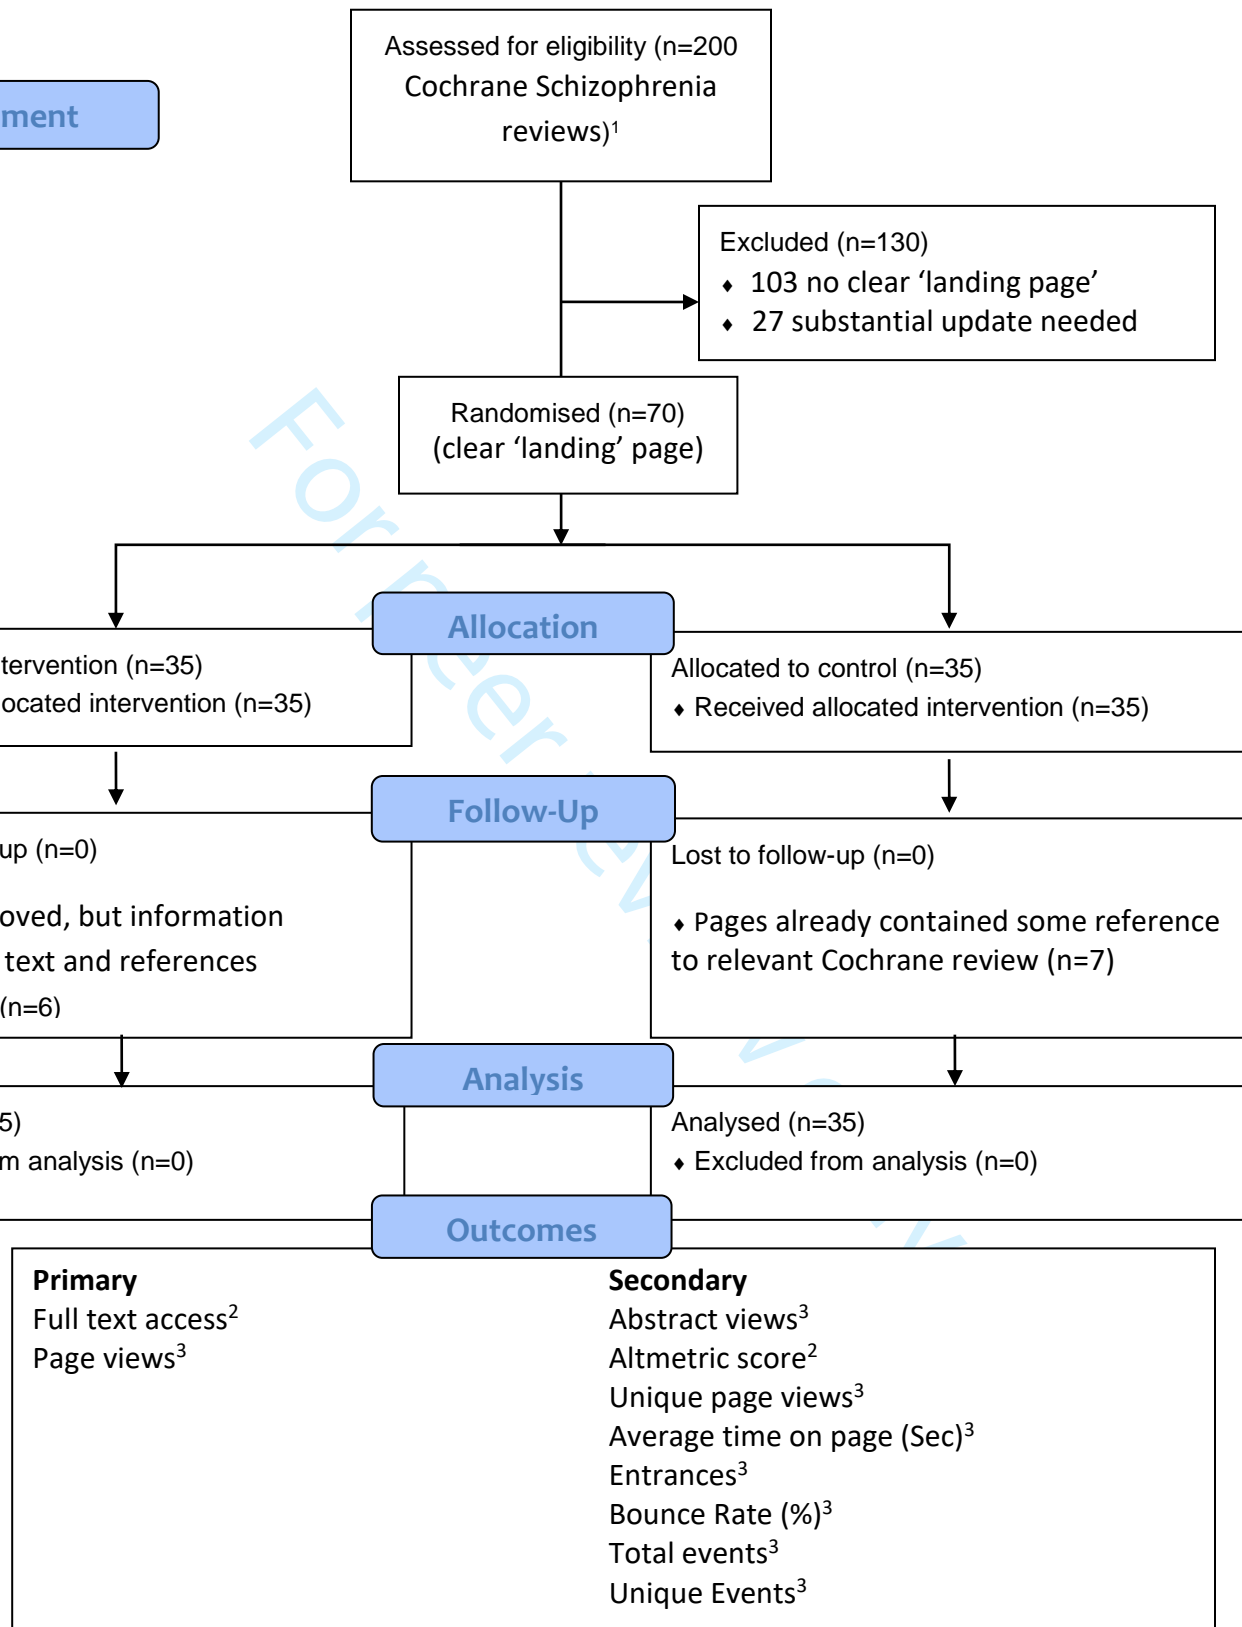 Assessed for eligibility (n=200
Cochrane Schizophrenia
reviews)¹
ment
Excluded (n=130)
⬧ 103 no clear ‘landing page’
⬧ 27 substantial update needed
Randomised (n=70)
(clear ‘landing’ page)
Allocation
tervention (n=35)
located intervention (n=35)
Allocated to control (n=35)
⬧ Received allocated intervention (n=35)
Follow-Up
up (n=0)
oved, but information
text and references
(n=6)
Lost to follow-up (n=0)
⬧ Pages already contained some reference
to relevant Cochrane review (n=7)
Analysis
5)
m analysis (n=0)
Analysed (n=35)
⬧ Excluded from analysis (n=0)
Outcomes
Primary
Full text access²
Page views³
Secondary
Abstract views³
Altmetric score²
Unique page views³
Average time on page (Sec)³
Entrances³
Bounce Rate (%)³
Total events³
Unique Events³
For peer rev